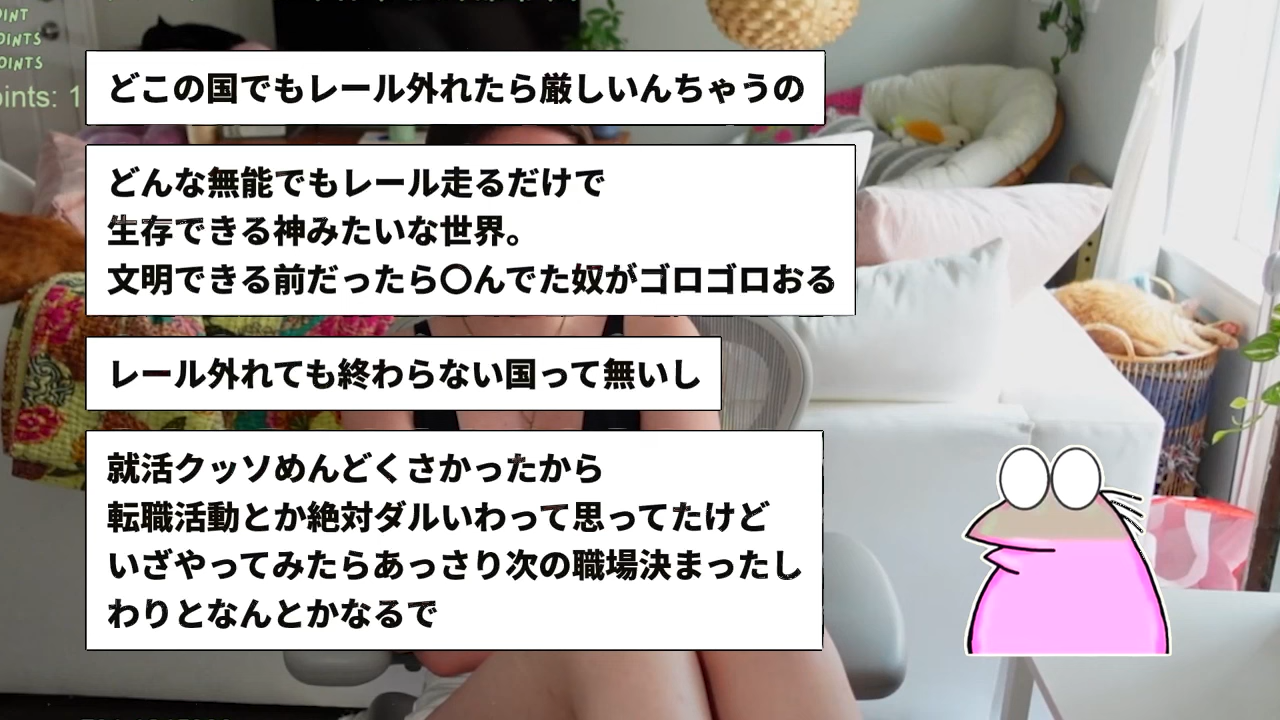 OINT
OINTS
OINTS
oints: 1
どこの国でもレール外れたら厳しいんちゃうの
どんな無能でもレール走るだけで
生存できる神みたいな世界。
文明できる前だったら〇んでた奴がゴロゴロおる
レール外れても終わらない国って無いし
就活クッソめんどくさかったから
転職活動とか絶対ダルいわって思ってたけど
いざやってみたらあっさり次の職場決まったし
わりとなんとかなるで